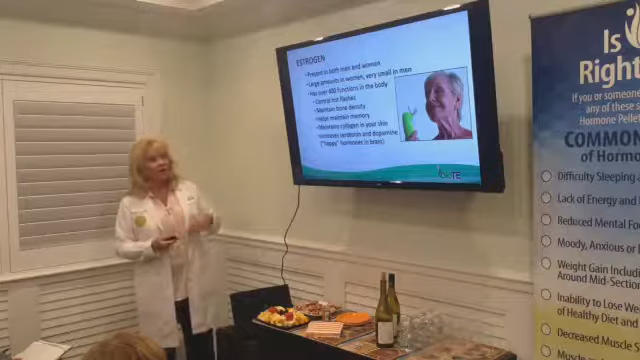 ESTROGEN
• Present in both men and women
• Large amounts in women, very small in men
• Has over 400 functions in the body
• Control hot flashes
• Maintain bone density
• Helps maintain memory
• Maintains collagen in your skin
• Increases serotonin and dopamine
("happy" hormones in brain)
Is
Right
If you or someone
any of these
Hormone Pellet
COMMON
of Hormo
Difficulty Sleeping
Lack of Energy and
Reduced Mental Fo
Moody, Anxious or
Weight Gain Including
Around Mid-Section
Inability to Lose We
of Healthy Diet and
Decreased Muscle